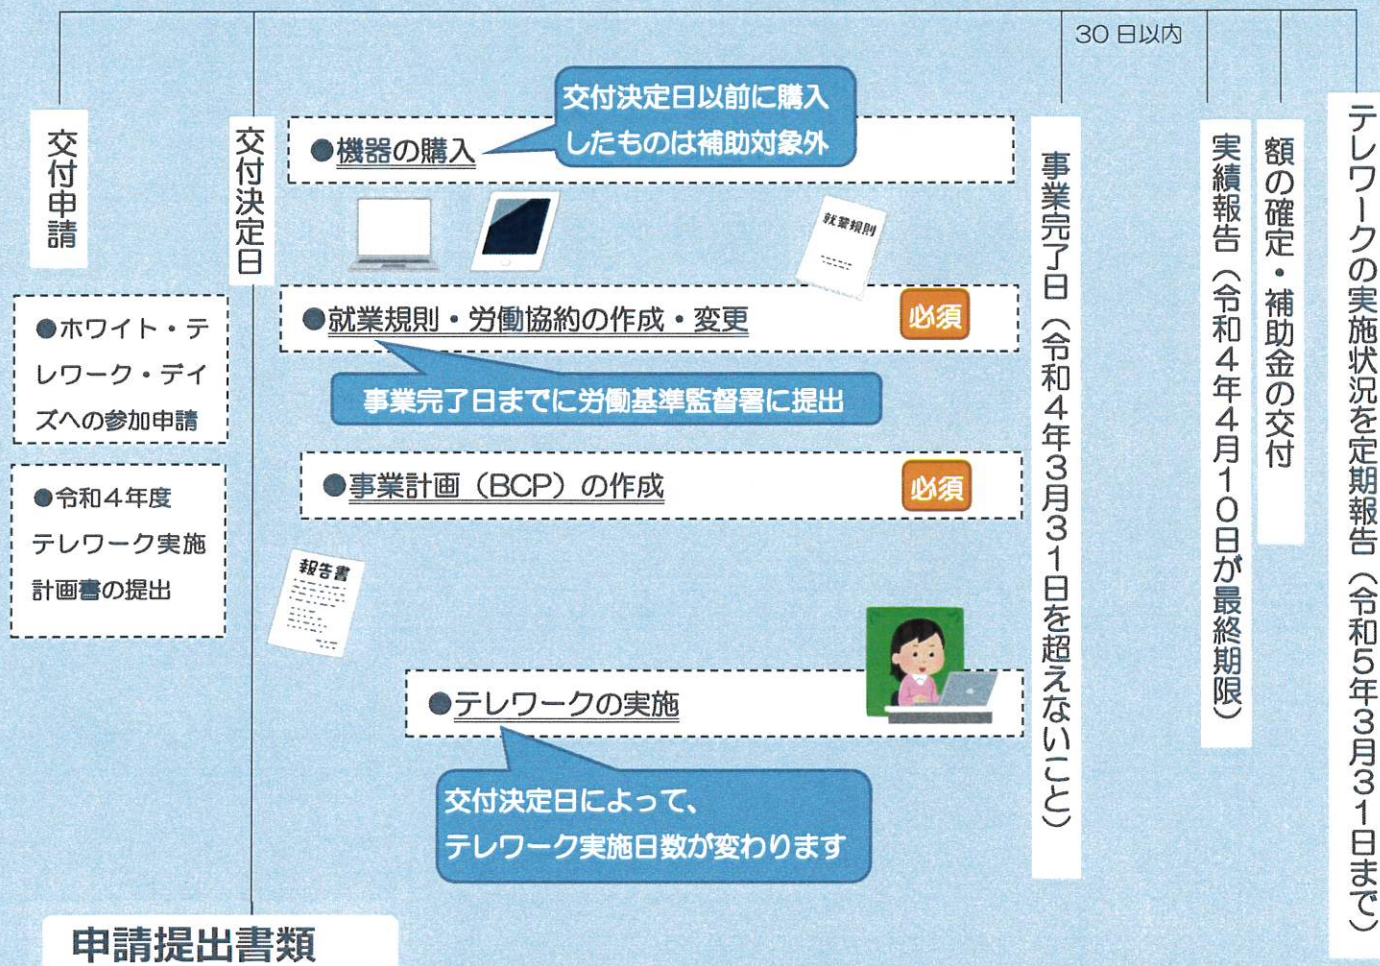 30日以内
交付申請
●ホワイト・テ
レワーク・デイ
ズへの参加申請
●令和4年度
テレワーク実施
計画書の提出
交付決定日
●機器の購入
交付決定日以前に購入
したものは補助対象外
就業規則
●就業規則・労働協約の作成・変更
必須
事業完了日までに労働基準監督署に提出
●事業計画（BCP）の作成
必須
報告書
●テレワークの実施
交付決定日によって、
テレワーク実施日数が変わります
事業完了日（令和4年3月31日を超えないこと）
実績報告（令和4年4月10日が最終期限）
額の確定・補助金の交付
テレワークの実施状況を定期報告（令和5年3月31日まで）
申請提出書類